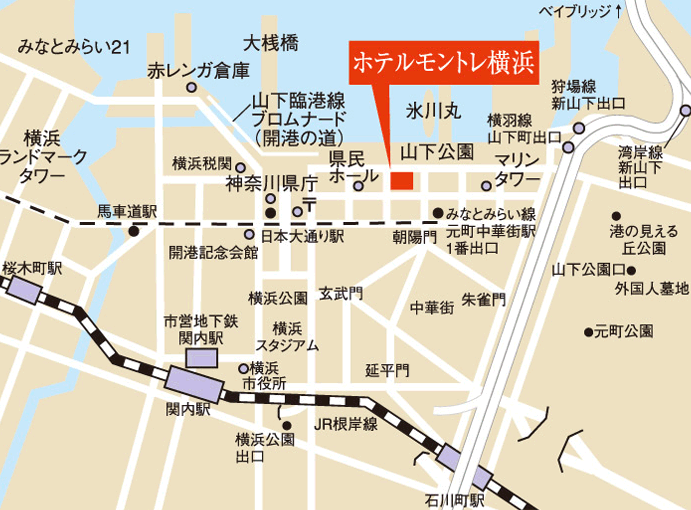 ベイブリッジ↑
みなとみらい21
大桟橋
赤レンガ倉庫
ホテルモントレ横浜
山下臨港線
ブロムナード
（開港の道）
氷川丸
狩場線
新山下出口
横羽線
山下町出口
横浜
ランドマーク
タワー
横浜税関
県民
ホール
山下公園
マリン
タワー
湾岸線
新山下
出口
神奈川県庁
〒
馬車道駅
開港記念会館
日本大通り駅
朝陽門
みなとみらい線
元町中華街駅
1番出口
港の見える
丘公園
桜木町駅
山下公園口
外国人墓地
横浜公園
玄武門
中華街
朱雀門
市営地下鉄
関内駅
横浜
スタジアム
元町公園
横浜
市役所
延平門
関内駅
横浜公園
出口
JR根岸線
石川町駅